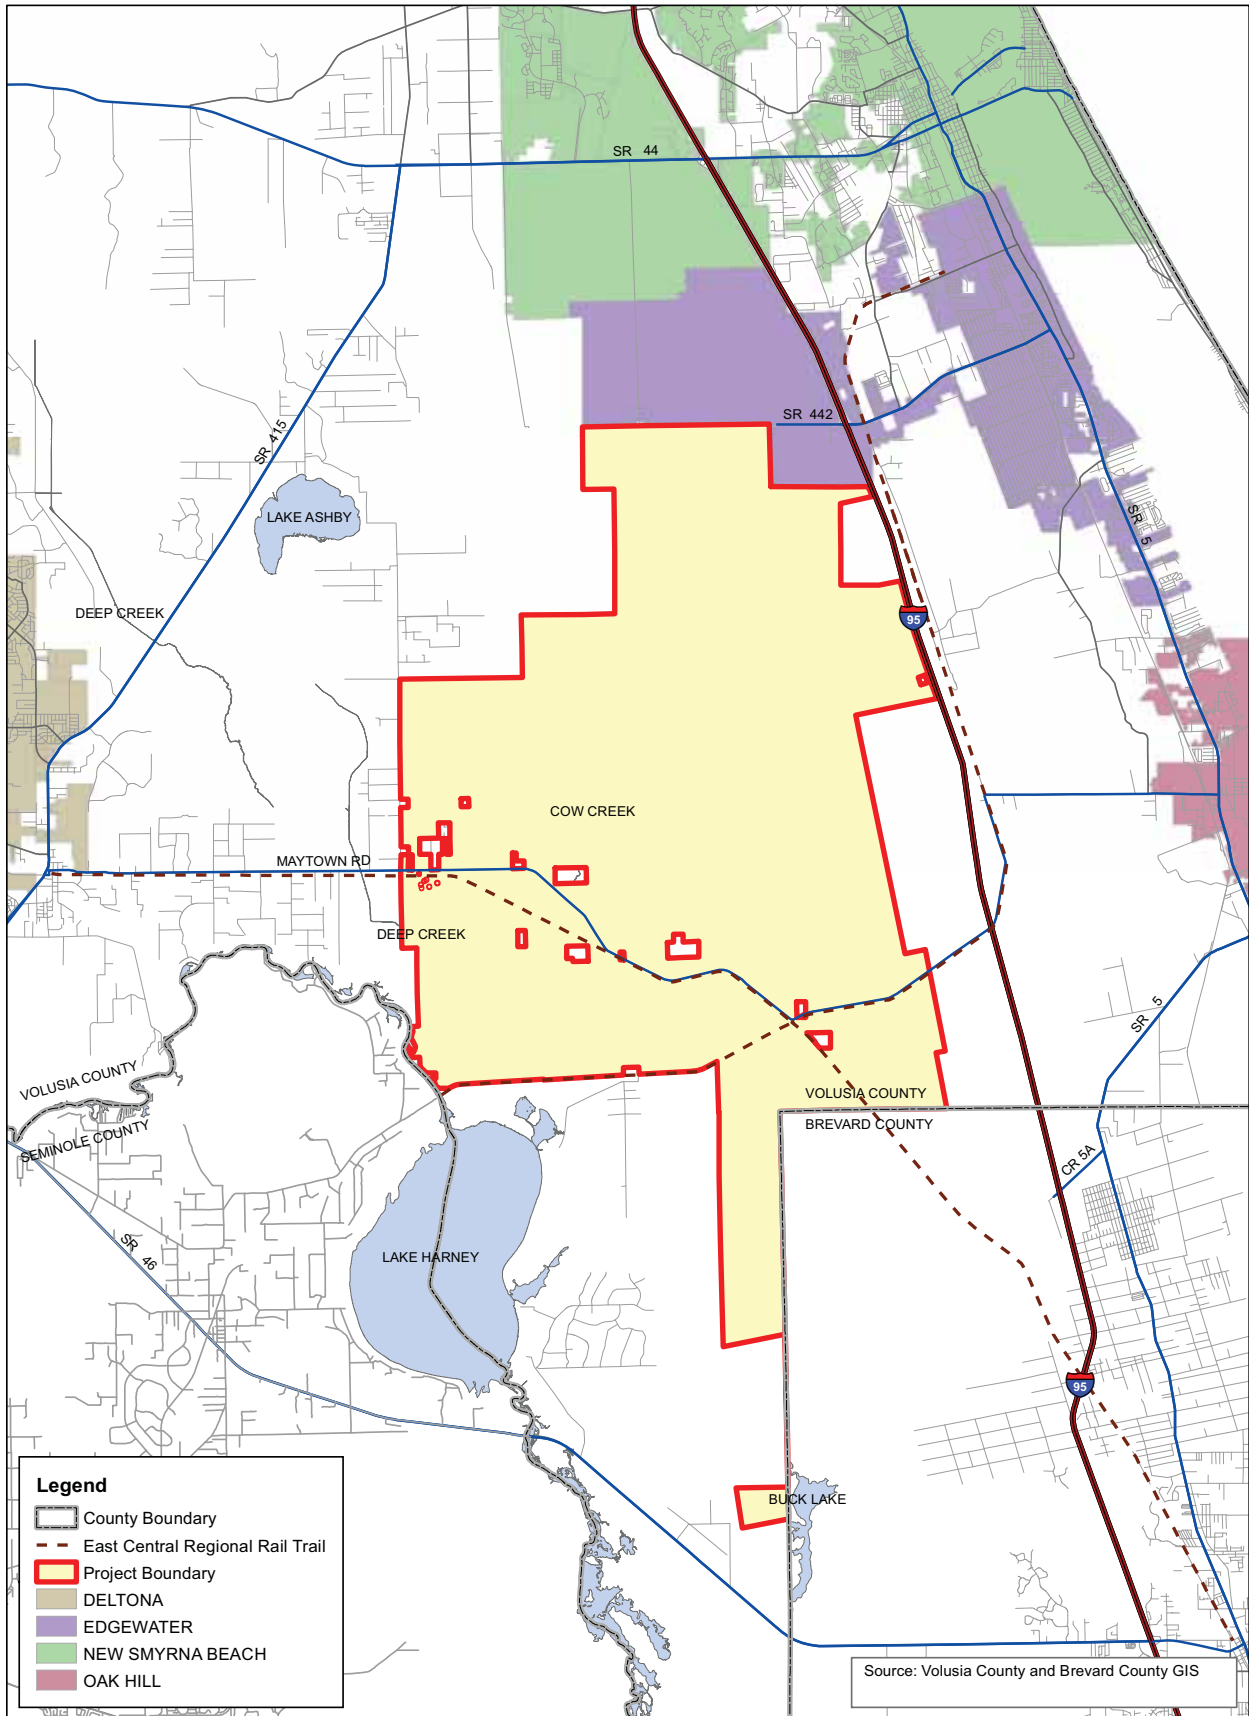 SR 44
SR 442
SR 415
LAKE ASHBY
SR 5
DEEP CREEK
95
COW CREEK
MAYTOWN RD
DEEP CREEK
SR 5
VOLUSIA COUNTY
SEMINOLE COUNTY
VOLUSIA COUNTY
BREVARD COUNTY
CR 5A
SR 46
LAKE HARNEY
95
BUCK LAKE
Legend
County Boundary
East Central Regional Rail Trail
Project Boundary
DELTONA
EDGEWATER
NEW SMYRNA BEACH
OAK HILL
Source: Volusia County and Brevard County GIS